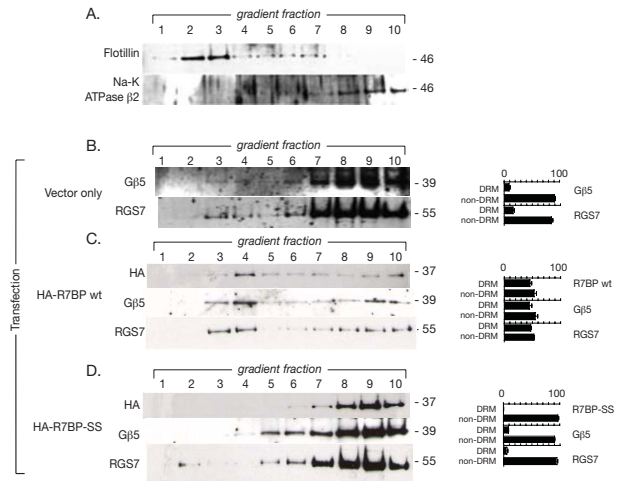 A.
gradient fraction
1 2 3 4 5 6 7 8 9 10
Flotillin
- 46
Na-K
ATPase β2
- 46
Transfection
B.
gradient fraction
1 2 3 4 5 6 7 8 9 10
Vector only
Gβ5
- 39
RGS7
- 55
0 100
DRM
non-DRM
Gβ5
DRM
non-DRM
RGS7
C.
gradient fraction
1 2 3 4 5 6 7 8 9 10
HA-R7BP wt
HA
- 37
Gβ5
- 39
RGS7
- 55
0 100
DRM
non-DRM
R7BP wt
DRM
non-DRM
Gβ5
DRM
non-DRM
RGS7
D.
gradient fraction
1 2 3 4 5 6 7 8 9 10
HA-R7BP-SS
HA
- 37
Gβ5
- 39
RGS7
- 55
0 100
DRM
non-DRM
R7BP-SS
DRM
non-DRM
Gβ5
DRM
non-DRM
RGS7